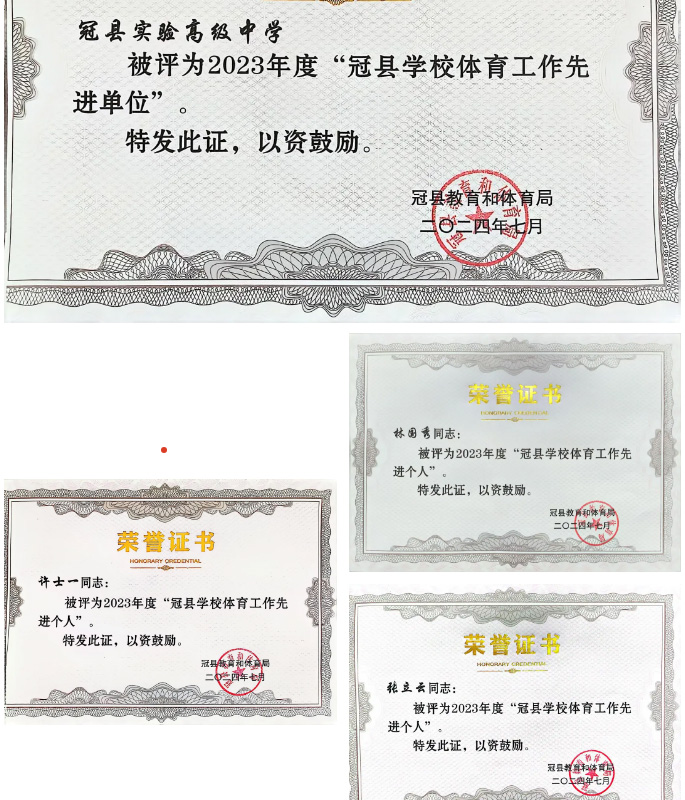 冠县实验高级中学
被评为2023年度“冠县学校体育工作先
进单位”。
特发此证，以资鼓励。
冠县教育和体育局
二〇二四年七月
荣誉证书
HONORARY CREDENTIAL
林国秀同志：
被评为2023年度“冠县学校体育工作先
进个人”。
特发此证，以资鼓励。
冠县教育和体育局
二〇二四年七月
荣誉证书
HONORARY CREDENTIAL
许士一同志：
被评为2023年度“冠县学校体育工作先
进个人”。
特发此证，以资鼓励。
冠县教育和体育局
二〇二四年七月
荣誉证书
HONORARY CREDENTIAL
张立云同志：
被评为2023年度“冠县学校体育工作先
进个人”。
特发此证，以资鼓励。
冠县教育和体育局
二〇二四年七月